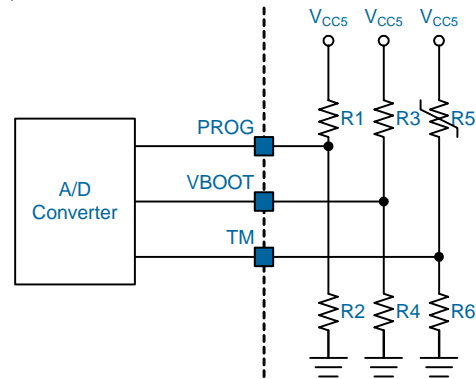 VCC5 VCC5 VCC5
R1 R3 R5
PROG
VBOOT
A/D
Converter
TM
R2 R4 R6